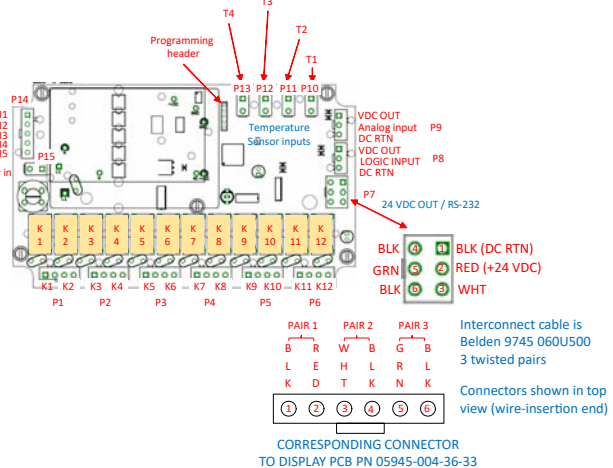 T3
T4
T2
T1
Programming
header
P13 P12 P11 P10
P14
Temperature
Sensor inputs
VDC OUT
Analog input P9
DC RTN
VDC OUT
LOGIC INPUT P8
DC RTN
P15
P7
24 VDC OUT / RS-232
K K K K K K K K K K K K
1 2 3 4 5 6 7 8 9 10 11 12
K1 K2 K3 K4 K5 K6 K7 K8 K9 K10 K11 K12
P1 P2 P3 P4 P5 P6
BLK 4 1 BLK (DC RTN)
GRN 5 2 RED (+24 VDC)
BLK 6 3 WHT
PAIR 1 PAIR 2 PAIR 3
B R W B G B
L E H L R L
K D T K N K
1 2 3 4 5 6
Interconnect cable is
Belden 9745 060U500
3 twisted pairs
Connectors shown in top
view (wire-insertion end)
CORRESPONDING CONNECTOR
TO DISPLAY PCB PN 05945-004-36-33